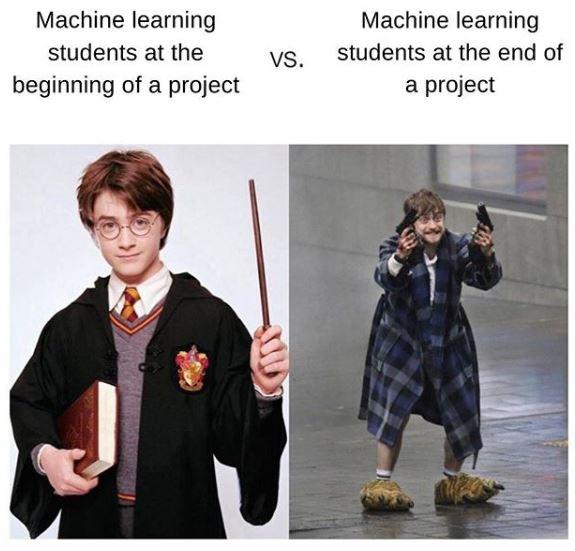 Machine learning
students at the
beginning of a project
vs.
Machine learning
students at the end of
a project